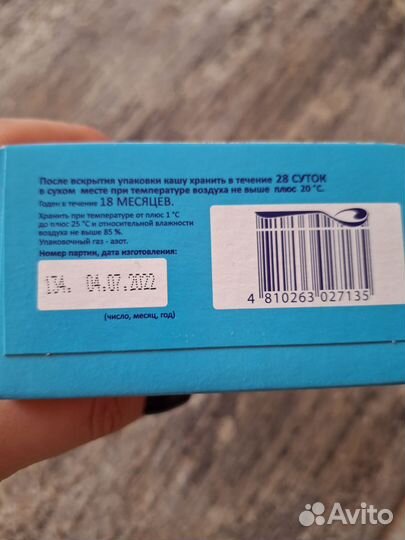 После вскрытия упаковки кашу хранить в течение 28 СУТОК
в сухом месте при температуре воздуха не выше плюс 20 °С.
Годен в течение 18 МЕСЯЦЕВ.
Хранить при температуре от плюс 1 °С
до плюс 25 °С и относительной влажности
воздуха не выше 85 %.
Упаковочный газ - азот.
Номер партии, дата изготовления:
134. 04.07.2022
(число, месяц, год)
4 810263 027135
Avito